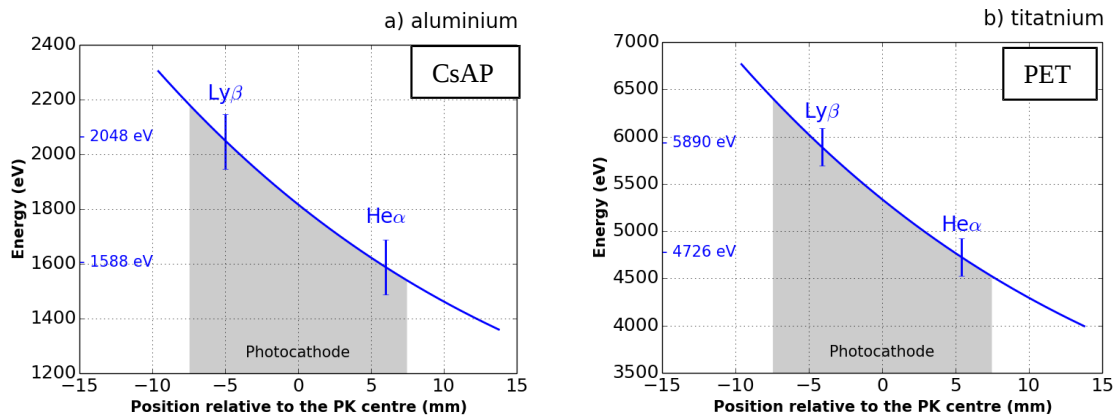 a) aluminium
CsAP
Energy (eV)
2400
2200
2000
1800
1600
1400
1200
2048 eV
1588 eV
Lyβ
Heα
Photocathode
−15 −10 −5 0 5 10 15
Position relative to the PK centre (mm)
b) titatnium
PET
Energy (eV)
7000
6500
6000
5500
5000
4500
4000
3500
5890 eV
4726 eV
Lyβ
Heα
Photocathode
−15 −10 −5 0 5 10 15
Position relative to the PK centre (mm)